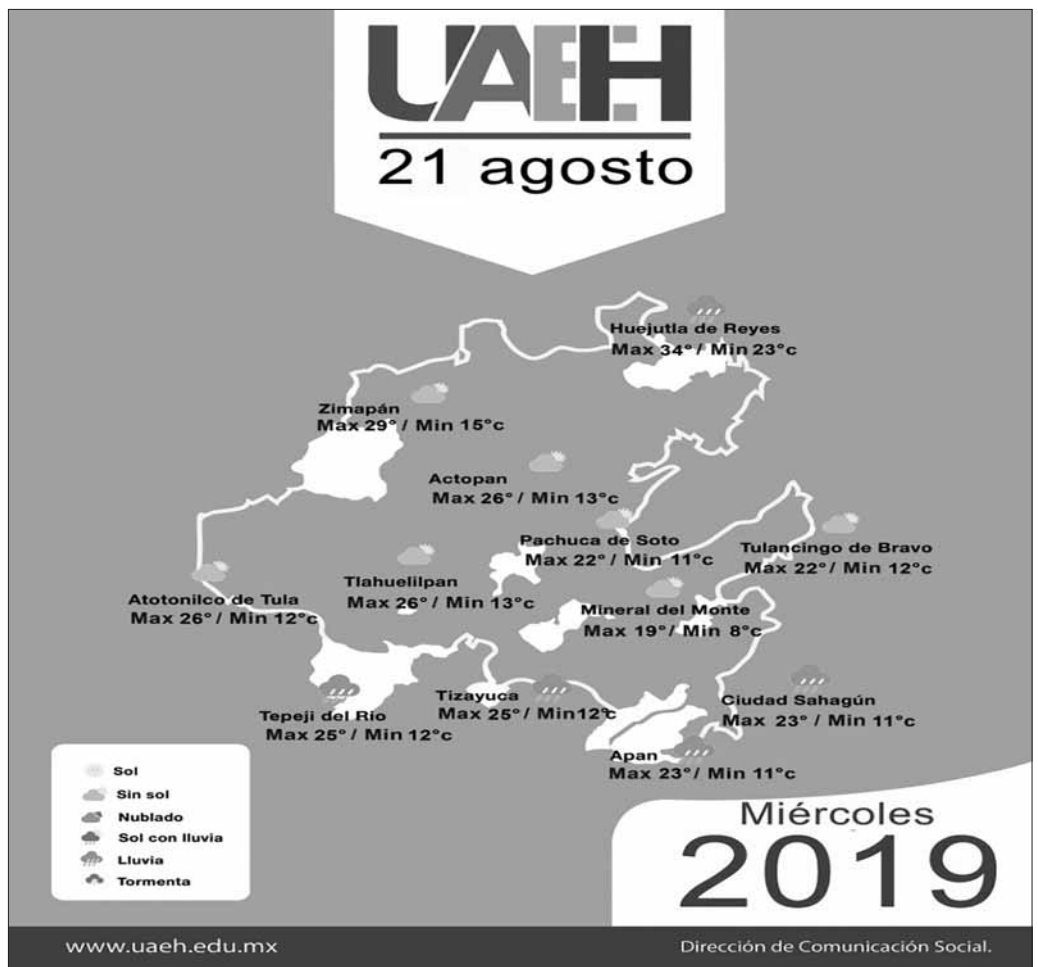 UAEH
21 agosto
Huejutla de Reyes
Max 34° / Min 23°c
Zimapán
Max 29° / Min 15°c
Actopan
Max 26° / Min 13°c
Pachuca de Soto
Max 22° / Min 11°c
Tulancingo de Bravo
Max 22° / Min 12°c
Tlahuelilpan
Max 26° / Min 13°c
Atotonilco de Tula
Max 26° / Min 12°c
Mineral del Monte
Max 19° / Min 8°c
Tizayuca
Max 25° / Min12°c
Ciudad Sahagún
Max 23° / Min 11°c
Tepeji del Río
Max 25° / Min 12°c
Apan
Max 23° / Min 11°c
Sol
Sin sol
Nublado
Sol con lluvia
Lluvia
Tormenta
Miércoles
2019
www.uaeh.edu.mx
Dirección de Comunicación Social.